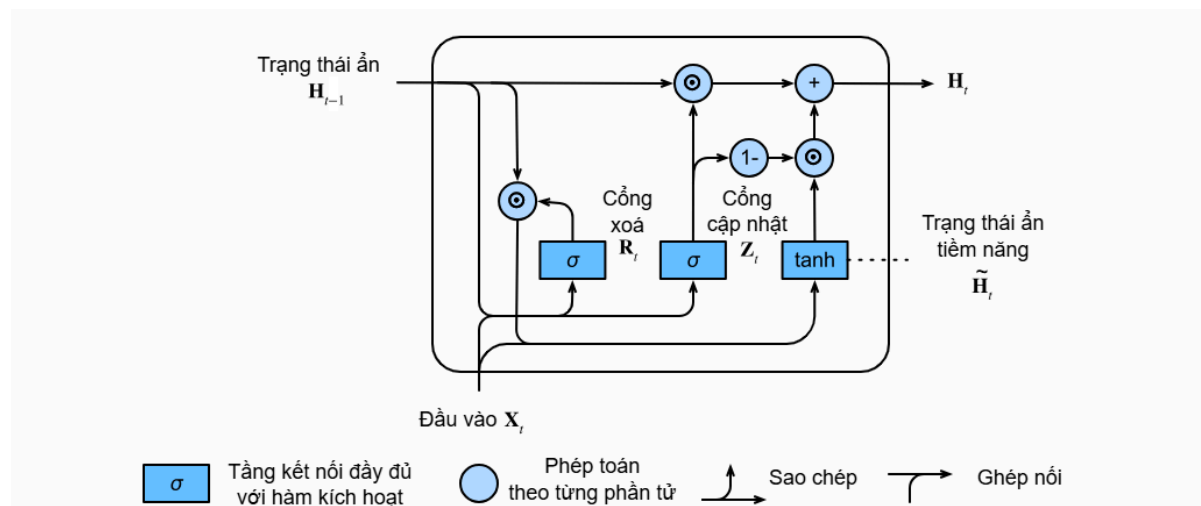 Trạng thái ẩn
H_{t-1}
H_t
+
1-
Cổng
xoá
R_t
Cổng
cập nhật
Z_t
σ
σ
tanh
Trạng thái ẩn
tiềm năng
H̃_t
Đầu vào X_t
σ
Tầng kết nối đầy đủ
với hàm kích hoạt
Phép toán
theo từng phần tử
Sao chép
Ghép nối